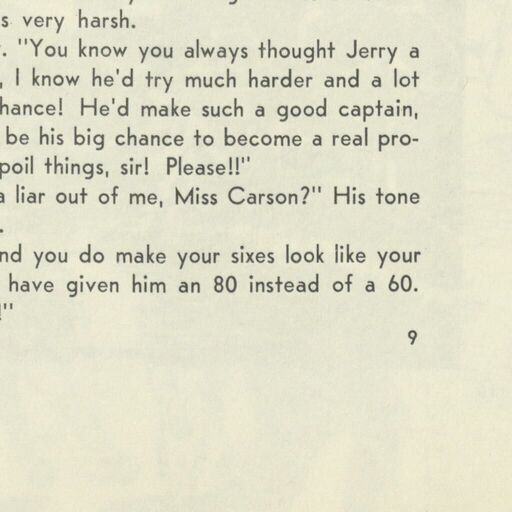 s very harsh.
. "You know you always thought Jerry a
, I know he'd try much harder and a lot
hance! He'd make such a good captain,
be his big chance to become a real pro-
poil things, sir! Please!!"
a liar out of me, Miss Carson?" His tone
.
nd you do make your sixes look like your
have given him an 80 instead of a 60.
!"
9